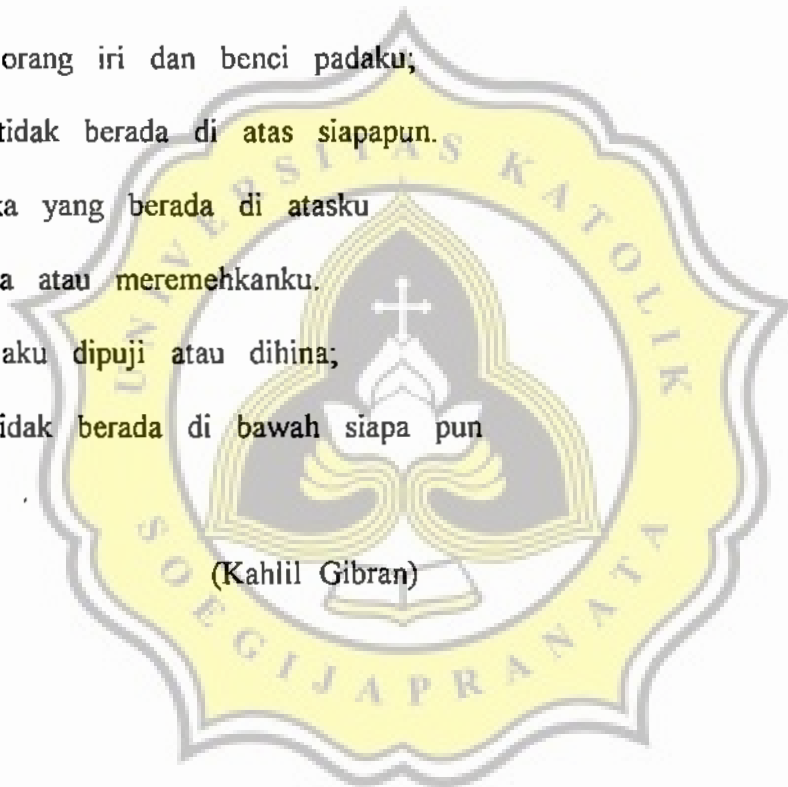 orang iri dan benci padaku;
tidak berada di atas siapapun.
yang berada di atasku
atau meremehkanku.
aku dipuji atau dihina;
tidak berada di bawah siapa pun
(Kahlil Gibran)
UNIVERSITAS KATOLIK
SOEGIJAPRANATA